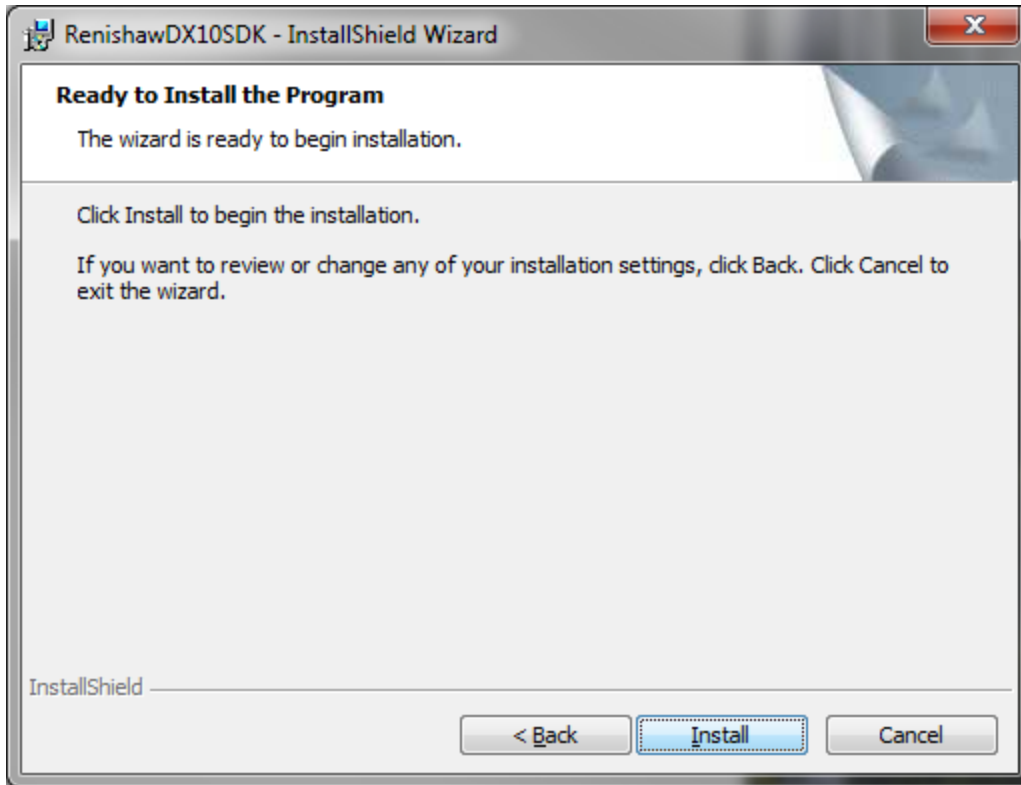 RenishawDX10SDK - InstallShield Wizard
Ready to Install the Program
The wizard is ready to begin installation.
Click Install to begin the installation.
If you want to review or change any of your installation settings, click Back. Click Cancel to
exit the wizard.
InstallShield
< Back
Install
Cancel